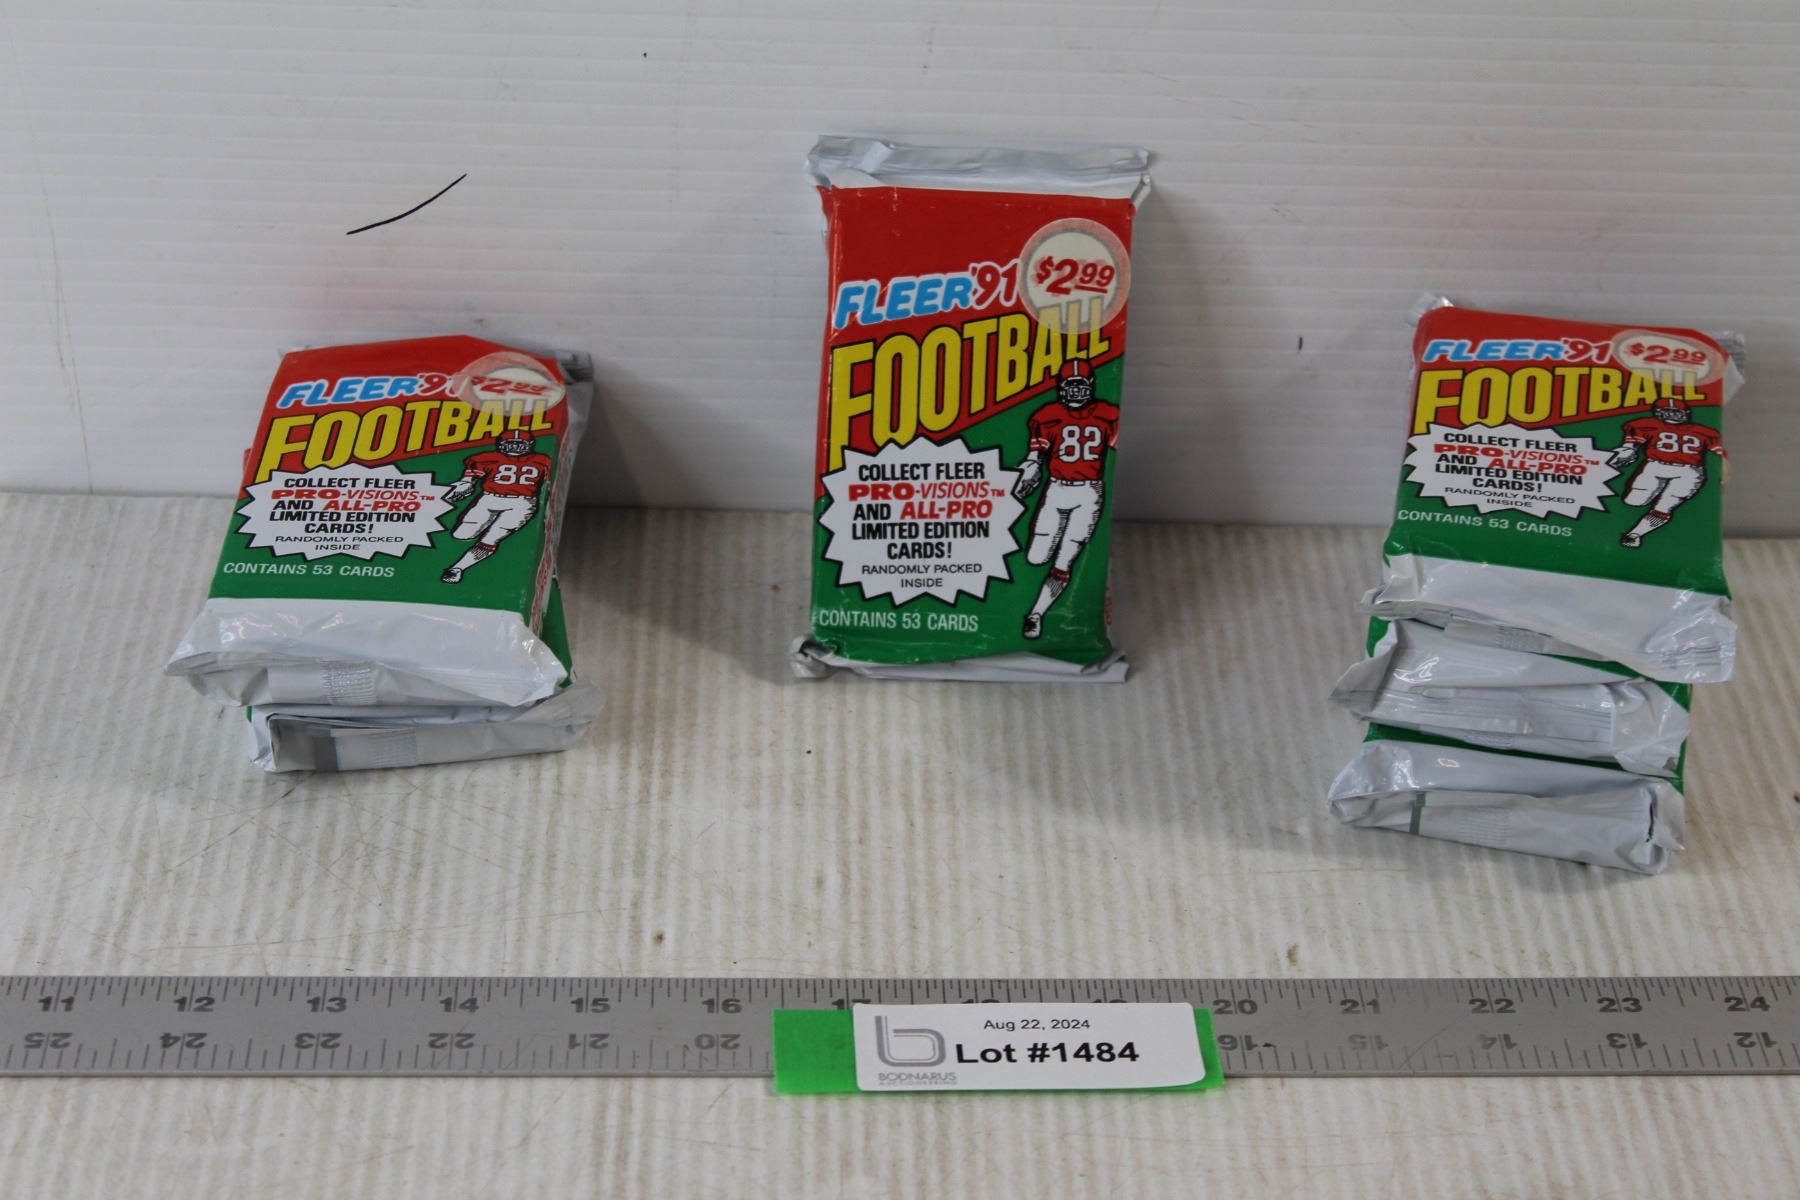 FLEER '91 $2.99
FOOTBALL
82
COLLECT FLEER
PRO-VISIONS™
AND ALL-PRO
LIMITED EDITION
CARDS!
RANDOMLY PACKED
INSIDE
CONTAINS 53 CARDS
FLEER '91 $2.99
FOOTBALL
82
COLLECT FLEER
PRO-VISIONS™
AND ALL-PRO
LIMITED EDITION
CARDS!
RANDOMLY PACKED
INSIDE
CONTAINS 53 CARDS
FLEER '91 $2.99
FOOTBALL
82
COLLECT FLEER
PRO-VISIONS™
AND ALL-PRO
LIMITED EDITION
CARDS!
RANDOMLY PACKED
INSIDE
CONTAINS 53 CARDS
11 12 13 14 15 16 17 20 21 22 23 24
25 24 23 22 21 20 16 15 14 13 12
Aug 22, 2024
Lot #1484
BODNARUS
AUCTIONEERING